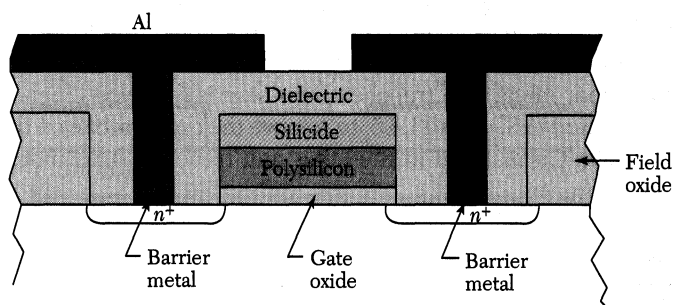 Al
Dielectric
Silicide
Polysilicon
Field
oxide
n+
n+
Barrier
metal
Gate
oxide
Barrier
metal